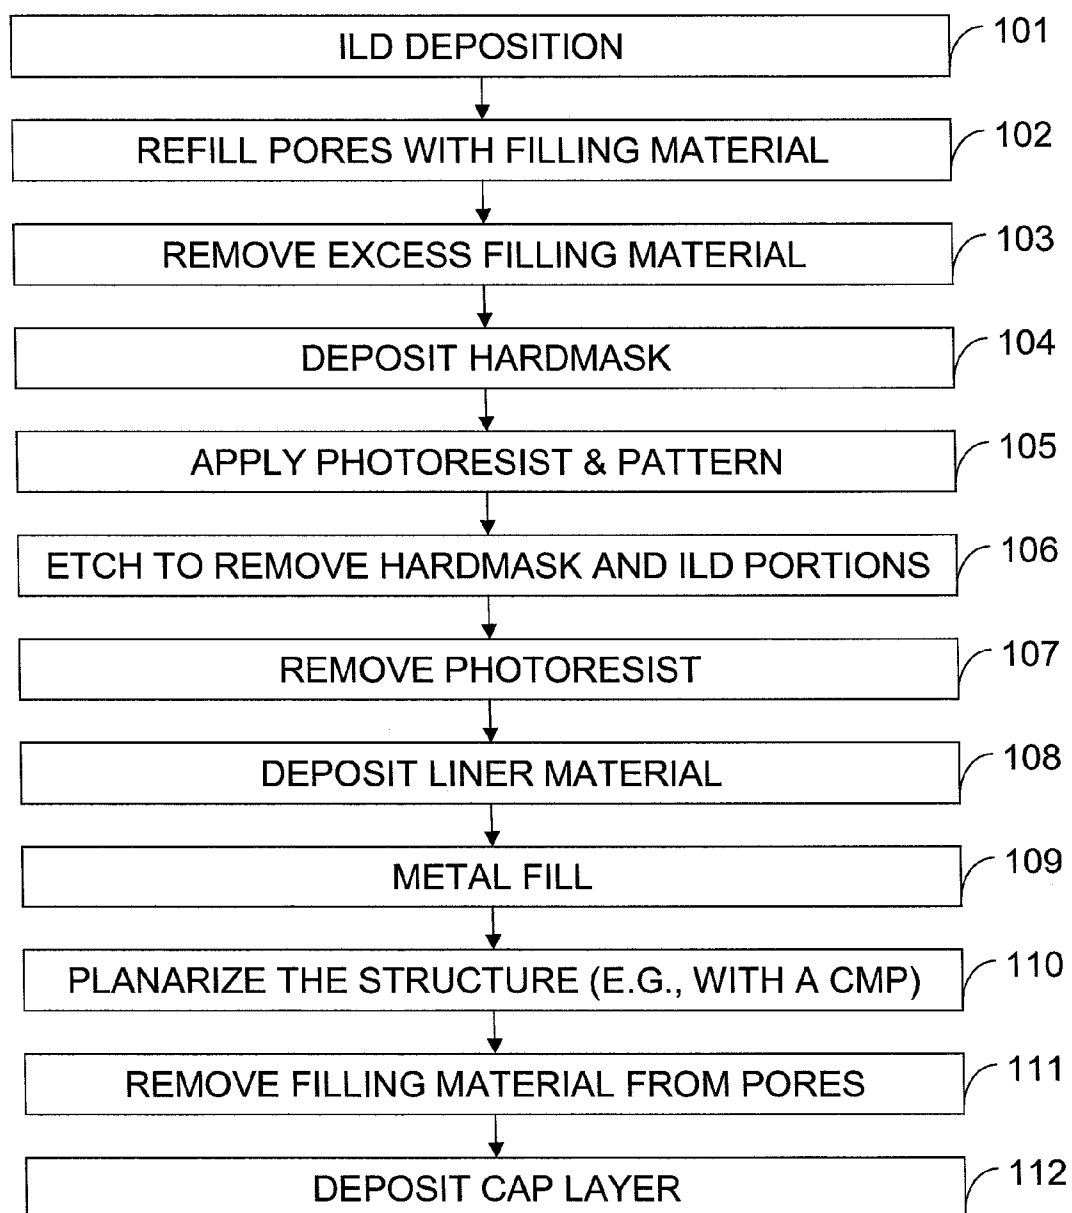 ILD DEPOSITION 101
REFILL PORES WITH FILLING MATERIAL 102
REMOVE EXCESS FILLING MATERIAL 103
DEPOSIT HARDMASK 104
APPLY PHOTORESIST & PATTERN 105
ETCH TO REMOVE HARDMASK AND ILD PORTIONS 106
REMOVE PHOTORESIST 107
DEPOSIT LINER MATERIAL 108
METAL FILL 109
PLANARIZE THE STRUCTURE (E.G., WITH A CMP) 110
REMOVE FILLING MATERIAL FROM PORES 111
DEPOSIT CAP LAYER 112